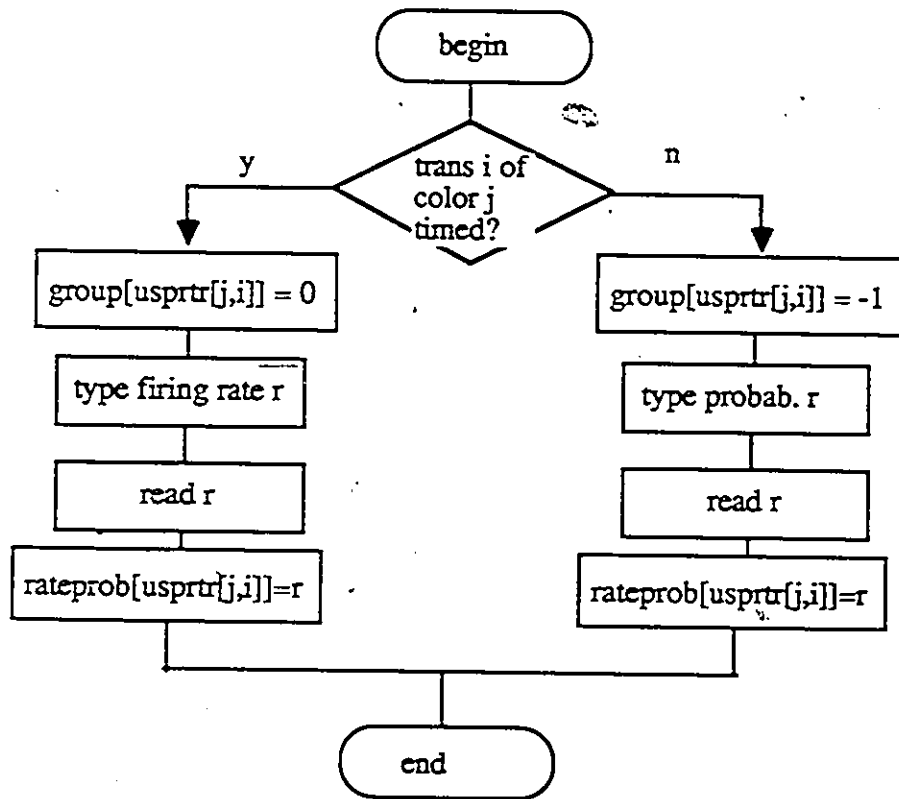 begin
trans i of
color j
timed?
y
n
group[usprtr[j,i]] = 0
type firing rate r
read r
rateprob[usprtr[j,i]]=r
group[usprtr[j,i]] = -1
type probab. r
read r
rateprob[usprtr[j,i]]=r
end